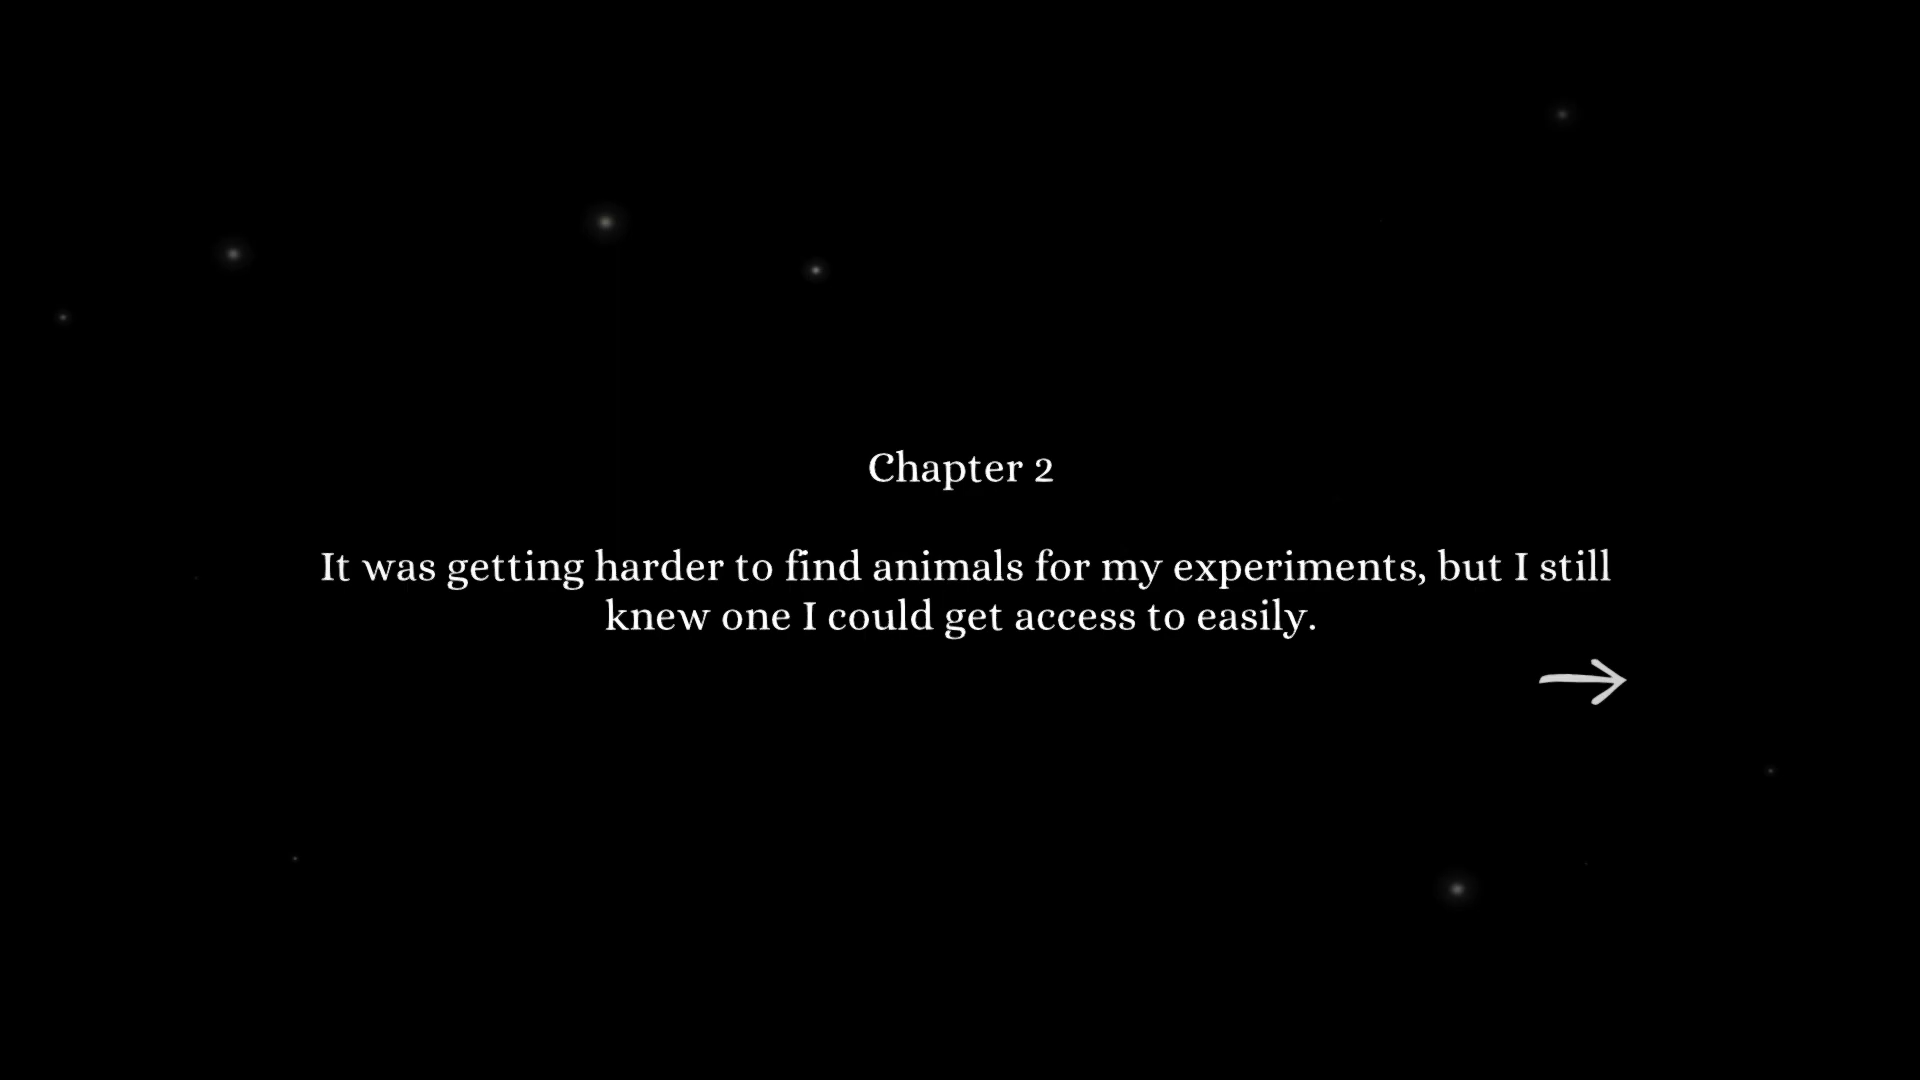 Chapter 2
It was getting harder to find animals for my experiments, but I still
knew one I could get access to easily.